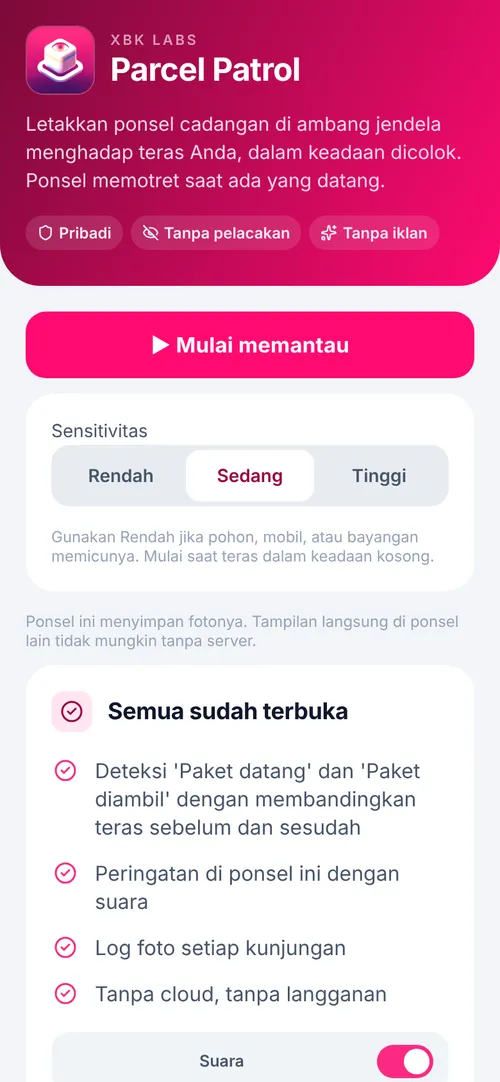 XBK LABS
Parcel Patrol
Letakkan ponsel cadangan di ambang jendela
menghadap teras Anda, dalam keadaan dicolok.
Ponsel memotret saat ada yang datang.
Pribadi
Tanpa pelacakan
Tanpa iklan
▶ Mulai memantau
Sensitivitas
Rendah
Sedang
Tinggi
Gunakan Rendah jika pohon, mobil, atau bayangan
memicunya. Mulai saat teras dalam keadaan kosong.
Ponsel ini menyimpan fotonya. Tampilan langsung di ponsel
lain tidak mungkin tanpa server.
Semua sudah terbuka
Deteksi 'Paket datang' dan 'Paket
diambil' dengan membandingkan
teras sebelum dan sesudah
Peringatan di ponsel ini dengan
suara
Log foto setiap kunjungan
Tanpa cloud, tanpa langganan
Suara